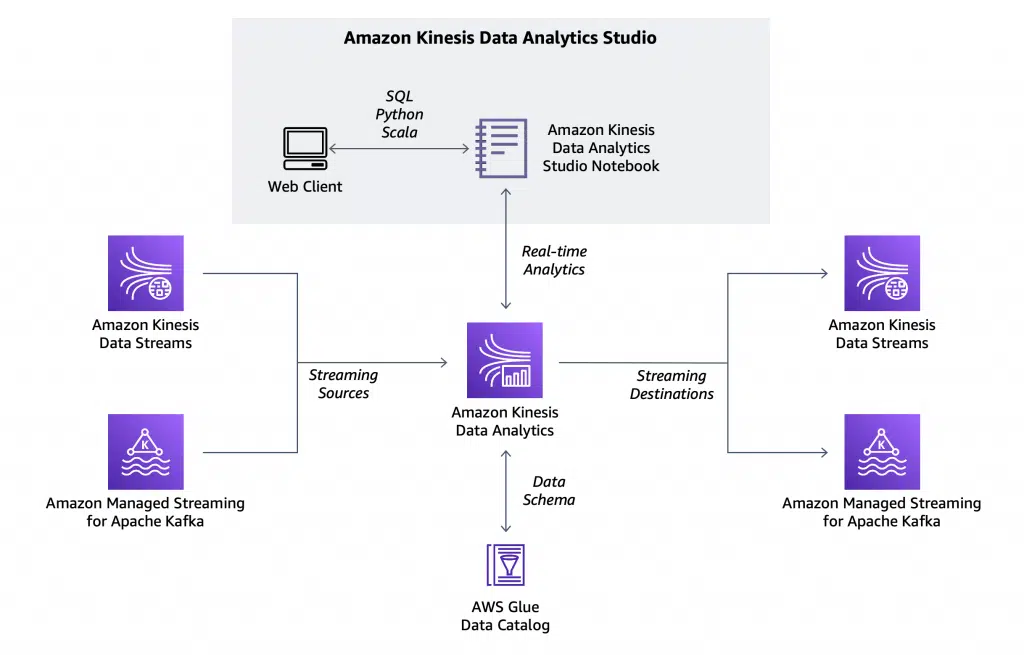 Amazon Kinesis Data Analytics Studio
SQL
Python
Scala
Web Client
Amazon Kinesis
Data Analytics
Studio Notebook
Real-time
Analytics
Amazon Kinesis
Data Streams
Amazon Managed Streaming
for Apache Kafka
Streaming
Sources
Amazon Kinesis
Data Analytics
Streaming
Destinations
Amazon Kinesis
Data Streams
K
K
Amazon Managed Streaming
for Apache Kafka
Data
Schema
AWS Glue
Data Catalog